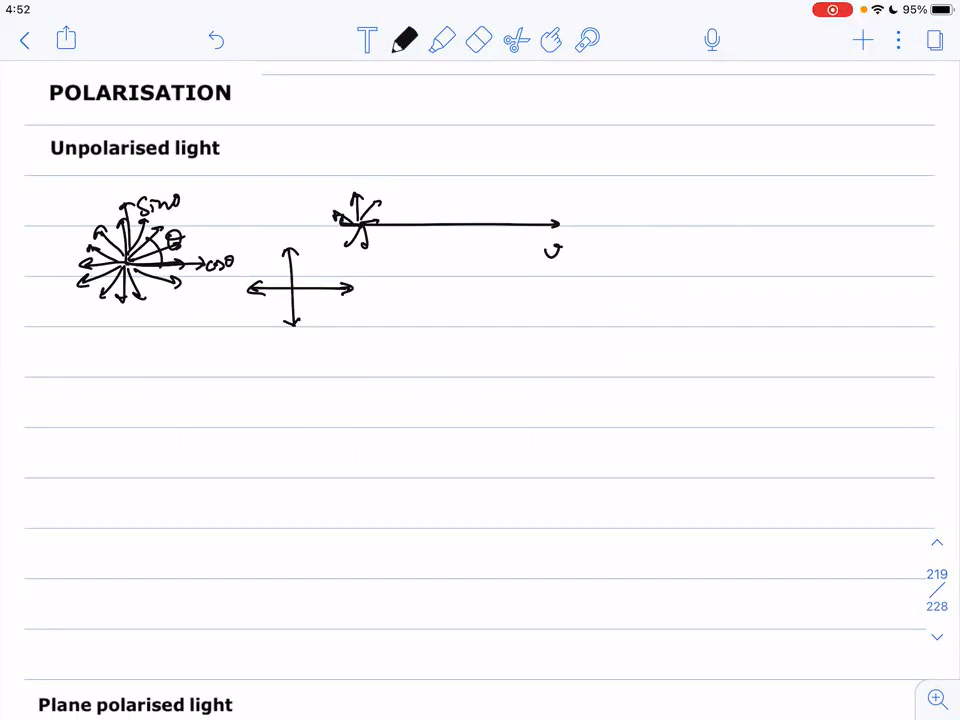 4:52
95%
T
POLARISATION
Unpolarised light
sinθ
θ
cosθ
v
219
228
Plane polarised light